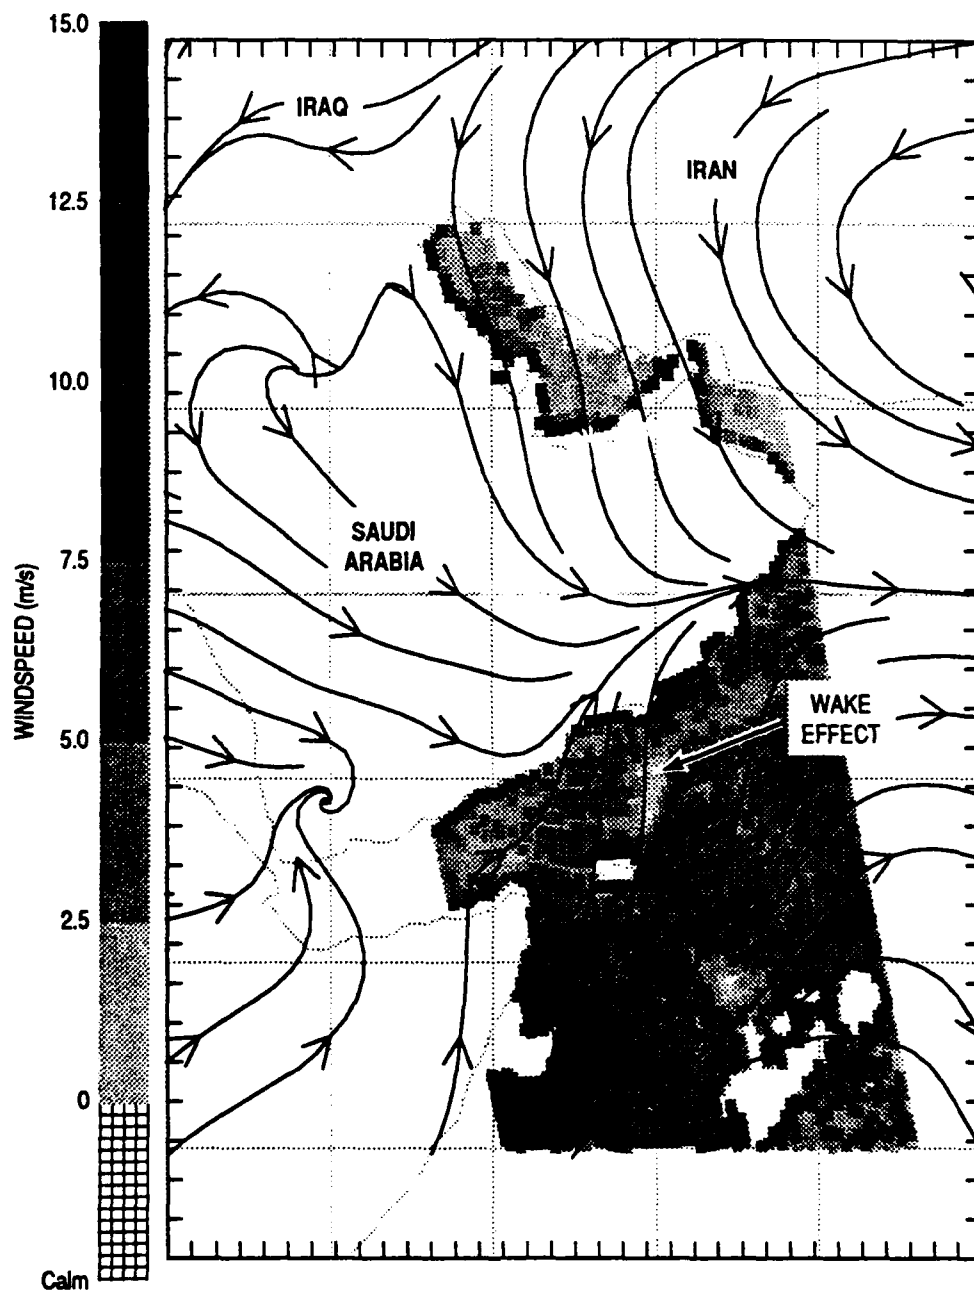 15.0
IRAQ
IRAN
12.5
10.0
SAUDI
ARABIA
7.5
WINDSPEED (m/s)
WAKE
EFFECT
5.0
2.5
0
Calm